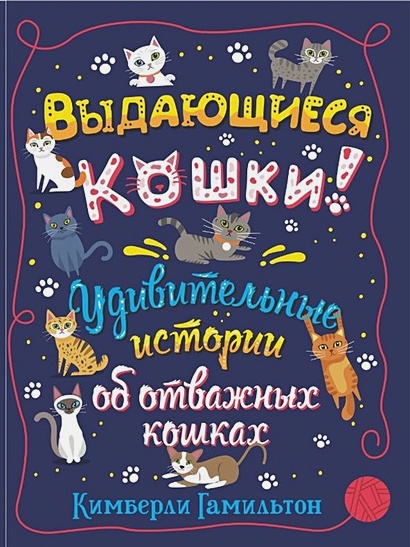 Выдающиеся
кошки!
Удивительные
истории
об отважных
кошках
Кимберли Гамильтон